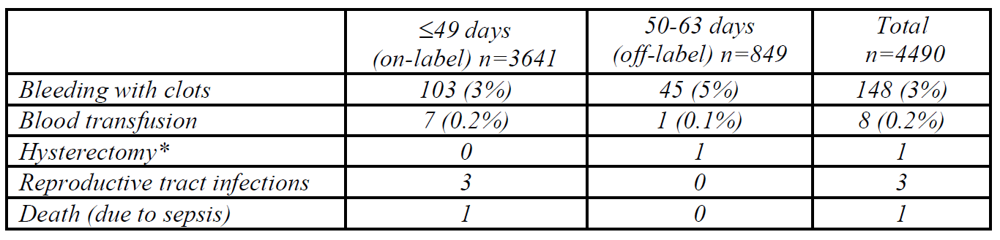 ≤49 days (on-label) n=3641 50-63 days (off-label) n=849 Total n=4490
Bleeding with clots 103 (3%) 45 (5%) 148 (3%)
Blood transfusion 7 (0.2%) 1 (0.1%) 8 (0.2%)
Hysterectomy* 0 1 1
Reproductive tract infections 3 0 3
Death (due to sepsis) 1 0 1